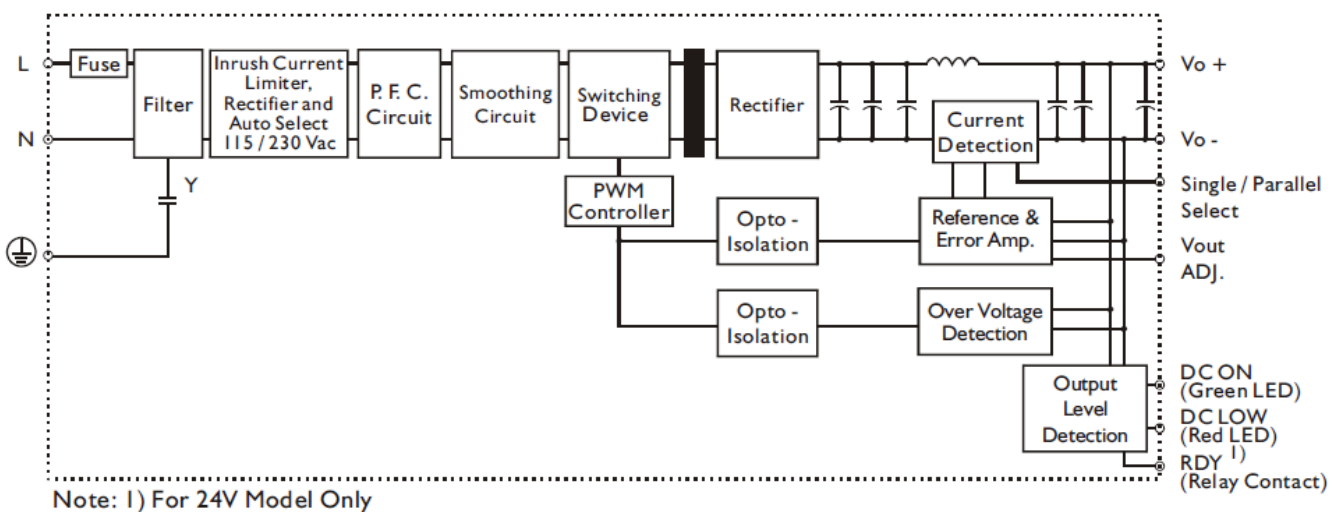 L
Fuse
Filter
Inrush Current
Limiter,
Rectifier and
Auto Select
115 / 230 Vac
P. F. C.
Circuit
Smoothing
Circuit
Switching
Device
Rectifier
Current
Detection
Vo +
N
Vo -
Y
PWM
Controller
Opto -
Isolation
Reference &
Error Amp.
Single / Parallel
Select
Vout
ADJ.
Opto -
Isolation
Over Voltage
Detection
Output
Level
Detection
DC ON
(Green LED)
DC LOW
(Red LED)
RDY 1)
(Relay Contact)
Note: 1) For 24V Model Only